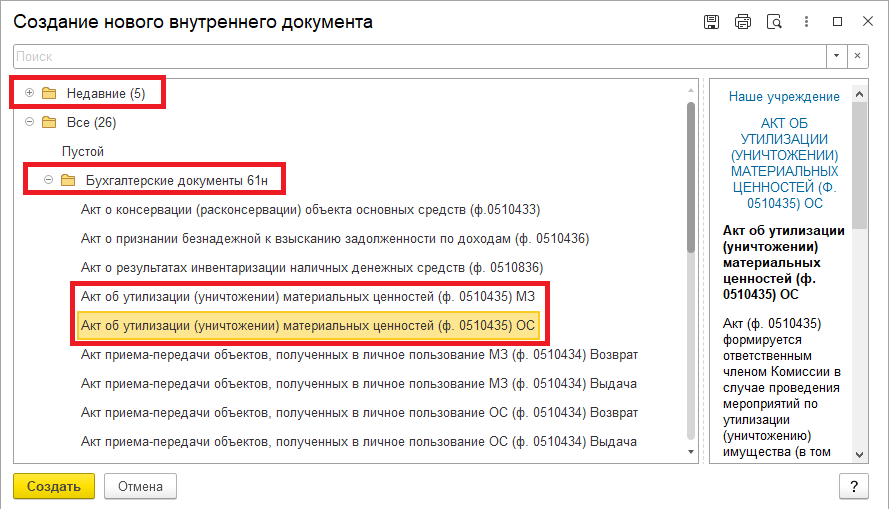 Создание нового внутреннего документа
Поиск
Недавние (5)
Все (26)
Пустой
Бухгалтерские документы 61н
Акт о консервации (расконсервации) объекта основных средств (ф.0510433)
Акт о признании безнадежной к взысканию задолженности по доходам (ф. 0510436)
Акт о результатах инвентаризации наличных денежных средств (ф. 0510836)
Акт об утилизации (уничтожении) материальных ценностей (ф. 0510435) МЗ
Акт об утилизации (уничтожении) материальных ценностей (ф. 0510435) ОС
Акт приема-передачи объектов, полученных в личное пользование МЗ (ф. 0510434) Возврат
Акт приема-передачи объектов, полученных в личное пользование МЗ (ф. 0510434) Выдача
Акт приема-передачи объектов, полученных в личное пользование ОС (ф. 0510434) Возврат
Акт приема-передачи объектов, полученных в личное пользование ОС (ф. 0510434) Выдача
Наше учреждение
АКТ ОБ
УТИЛИЗАЦИИ
(УНИЧТОЖЕНИИ)
МАТЕРИАЛЬНЫХ
ЦЕННОСТЕЙ (Ф.
0510435) ОС
Акт об утилизации
(уничтожении)
материальных
ценностей (ф.
0510435) ОС
Акт (ф. 0510435)
формируется
ответственным
членом Комиссии в
случае проведения
мероприятий по
утилизации
(уничтожению)
имущества (в том
Создать
Отмена
?